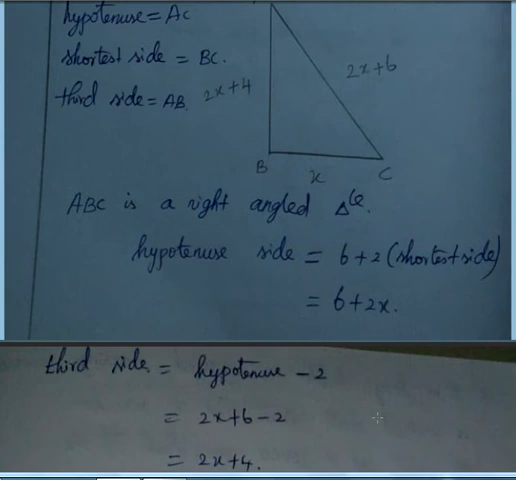 hypotenuse = AC
shortest side = BC.
third side = AB. 2x+4
2x+6
B
x
C
ABC is a right angled Δle.
hypotenuse side = 6+2(shortest side)
= 6+2x.
third side = hypotenuse - 2
= 2x+6-2
= 2x+4.